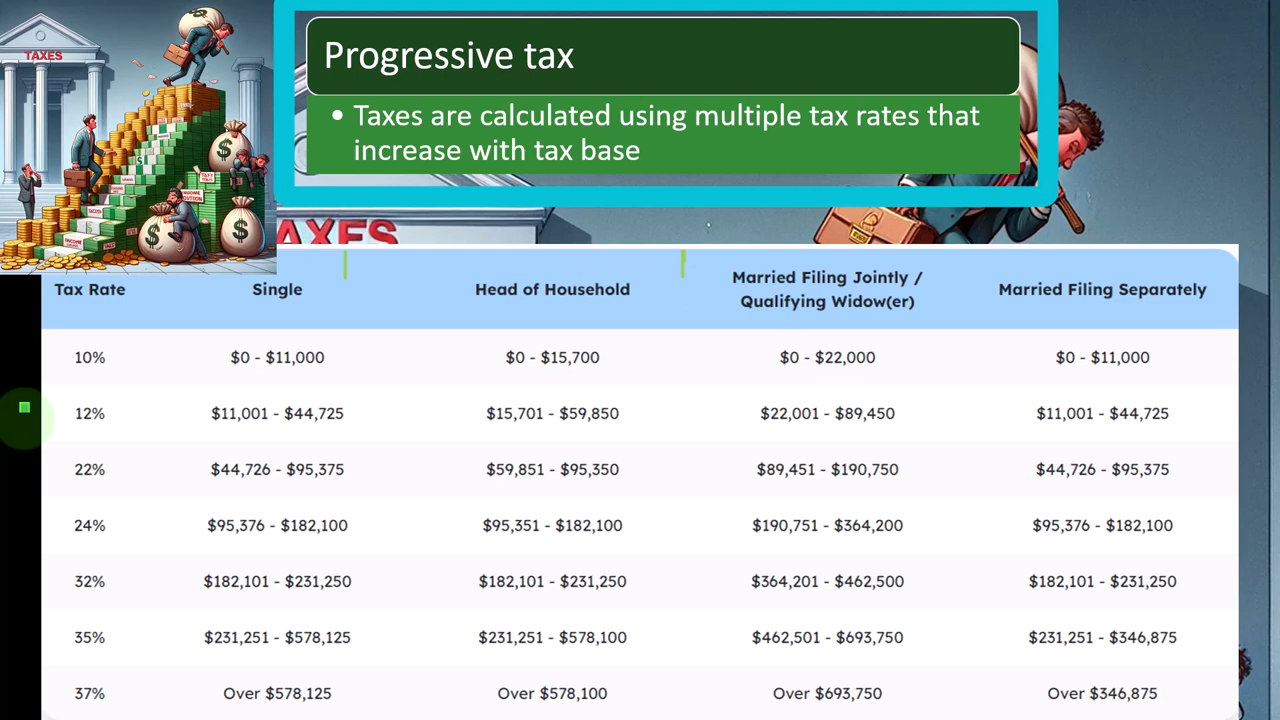 TAXES
Progressive tax
• Taxes are calculated using multiple tax rates that
increase with tax base
AXES
Tax Rate Single Head of Household Married Filing Jointly / Qualifying Widow(er) Married Filing Separately
10% $0 - $11,000 $0 - $15,700 $0 - $22,000 $0 - $11,000
12% $11,001 - $44,725 $15,701 - $59,850 $22,001 - $89,450 $11,001 - $44,725
22% $44,726 - $95,375 $59,851 - $95,350 $89,451 - $190,750 $44,726 - $95,375
24% $95,376 - $182,100 $95,351 - $182,100 $190,751 - $364,200 $95,376 - $182,100
32% $182,101 - $231,250 $182,101 - $231,250 $364,201 - $462,500 $182,101 - $231,250
35% $231,251 - $578,125 $231,251 - $578,100 $462,501 - $693,750 $231,251 - $346,875
37% Over $578,125 Over $578,100 Over $693,750 Over $346,875